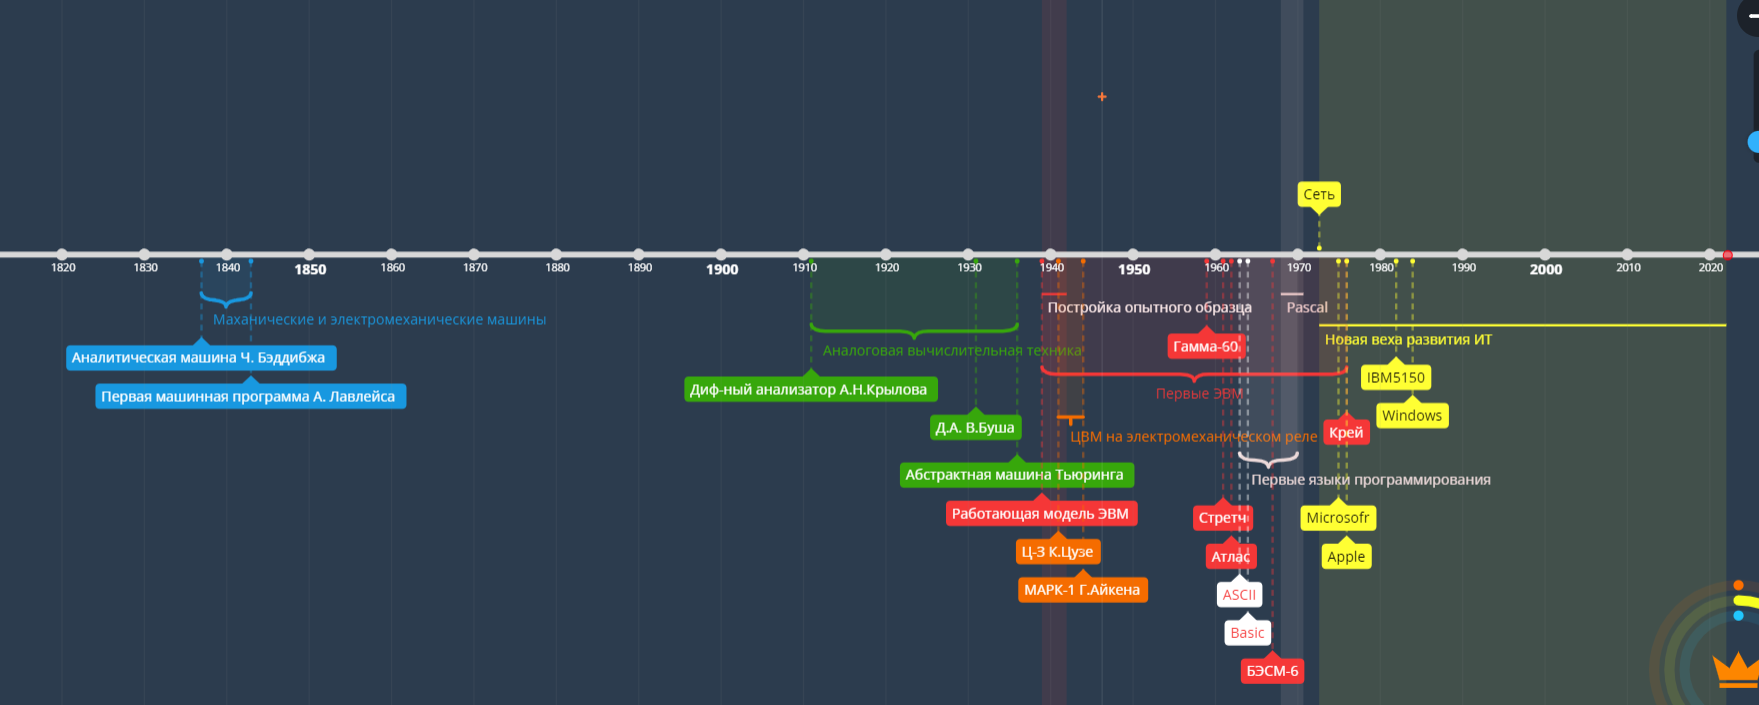 Сеть
1820 1830 1840 1850 1860 1870 1880 1890 1900 1910 1920 1930 1940 1950 1960 1970 1980 1990 2000 2010 2020
Постройка опытного образца
Pascal
Маханические и электромеханические машины
Новая веха развития ИТ
Гамма-60
Аналоговая вычислительная техника
Аналитическая машина Ч. Бэддибжа
IBM5150
Диф-ный анализатор А.Н.Крылова
Первые ЭВМ
Первая машинная программа А. Лавлейса
Windows
Д.А. В.Буша
Крей
ЦВМ на электромеханическом реле
Абстрактная машина Тьюринга
Первые языки программирования
Работающая модель ЭВМ
Стретч
Microsofr
Ц-3 К.Цузе
Атлас
Apple
МАРК-1 Г.Айкена
ASCII
Basic
БЭСМ-6